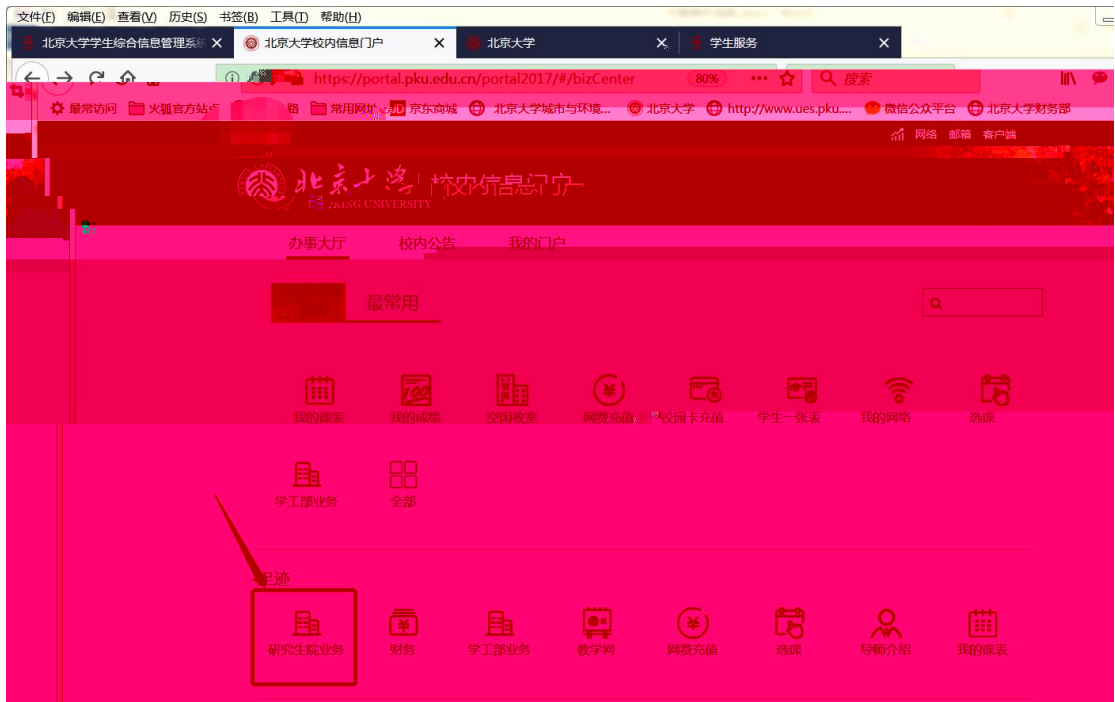 文件(F) 编辑(E) 查看(V) 历史(S) 书签(B) 工具(T) 帮助(H)
北京大学学生综合信息管理系统 北京大学校内信息门户 北京大学 学生服务
https://portal.pku.edu.cn/portal2017/#/bizCenter 80% 搜索
最常访问 火狐官方站点 常用网址 JD 京东商城 北京大学城市与环境... 北京大学 http://www.ues.pku.... 微信公众平台 北京大学财务部
网络 邮箱 客户端
北京大学 校内信息门户
UNIVERSITY
办事大厅 校内公告 我的门户
最常用
100
我的课表 我的成绩 空闲教室 网费充值 校园卡充值 学生一张表 我的网络 选课
学工部业务 全部
足迹
研究生院业务 财务 学工部业务 教学网 网费充值 选课 导师介绍 我的课表